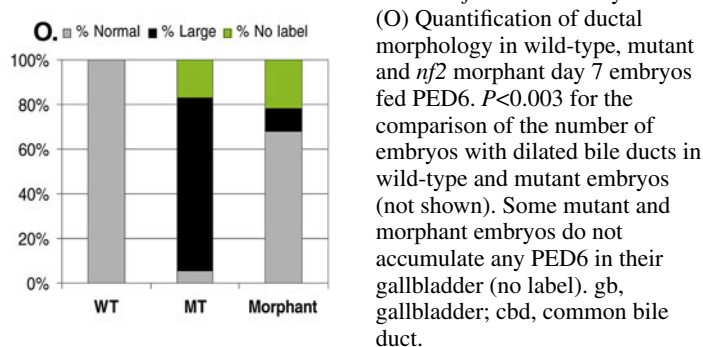 O. % Normal % Large % No label
100%
80%
60%
40%
20%
0%
WT MT Morphant
(O) Quantification of ductal
morphology in wild-type, mutant
and nf2 morphant day 7 embryos
fed PED6. P<0.003 for the
comparison of the number of
embryos with dilated bile ducts in
wild-type and mutant embryos
(not shown). Some mutant and
morphant embryos do not
accumulate any PED6 in their
gallbladder (no label). gb,
gallbladder; cbd, common bile
duct.